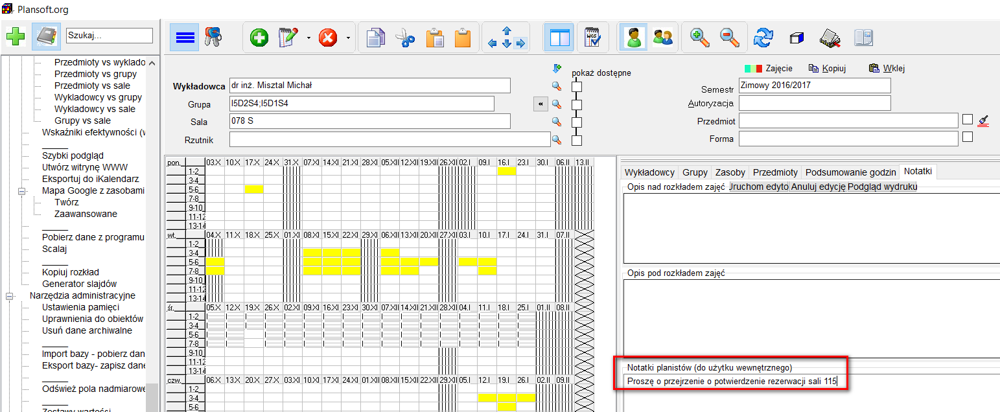 Plansoft.org
Szukaj...
Przedmioty vs wykłado
Przedmioty vs grupy
Przedmioty vs sale
Wykładowcy vs grupy
Wykładowcy vs sale
Grupy vs sale
Wskaźniki efektywności (w
Szybki podgląd
Utwórz witrynę WWW
Eksportuj do iKalendarz
Mapa Google z zasobami
Twórz
Zaawansowane
Pobierz dane z programu
Scalaj
Kopiuj rozkład
Generator slajdów
Narzędzia administracyjne
Ustawienia pamięci
Uprawnienia do obiektów
Usuń dane archiwalne
Import bazy - pobierz dan
Eksport bazy- zapisz dane
Odśwież pola nadmiarowe
Zestawy wartości
WGS
pokaż dostępne
Wykładowca dr inż. Misztal Michał
Grupa I5D2S4;I5D1S4
Sala 078 S
Rzutnik
Zajęcie Kopiuj Wklej
Semestr Zimowy 2016/2017
Autoryzacja
Przedmiot
Forma
pon. 03.X 10.X 17.X 24.X 31.X 07.XI 14.XI 21.XI 28.XI 05.XII 12.XII 19.XII 26.XII 02.I 09.I 16.I 23.I 30.I 06.II 13.II
1-2
3-4
5-6
7-8
9-10
11-12
13-14
wt. 04.X 11.X 18.X 25.X 01.XI 08.XI 15.XI 22.XI 29.XI 06.XII 13.XII 20.XII 27.XII 03.I 10.I 17.I 24.I 31.I 07.II
1-2
3-4
5-6
7-8
9-10
11-12
13-14
śr. 05.X 12.X 19.X 26.X 02.XI 09.XI 16.XI 23.XI 30.XI 07.XII 14.XII 21.XII 28.XII 04.I 11.I 18.I 25.I 01.II 08.II
1-2
3-4
5-6
7-8
9-10
11-12
13-14
czw. 06.X 13.X 20.X 27.X 03.XI 10.XI 17.XI 24.XI 01.XII 08.XII 15.XII 22.XII 29.XII 05.I 12.I 19.I 26.I 02.II 09.II
1-2
3-4
5-6
Wykładowcy Grupy Zasoby Przedmioty Podsumowanie godzin Notatki
Opis nad rozkładem zajęć Uruchom edyto Anuluj edycję Podgląd wydruku
Opis pod rozkładem zajęć
Notatki planistów (do użytku wewnętrznego)
Proszę o przejrzenie o potwierdzenie rezerwacji sali 115